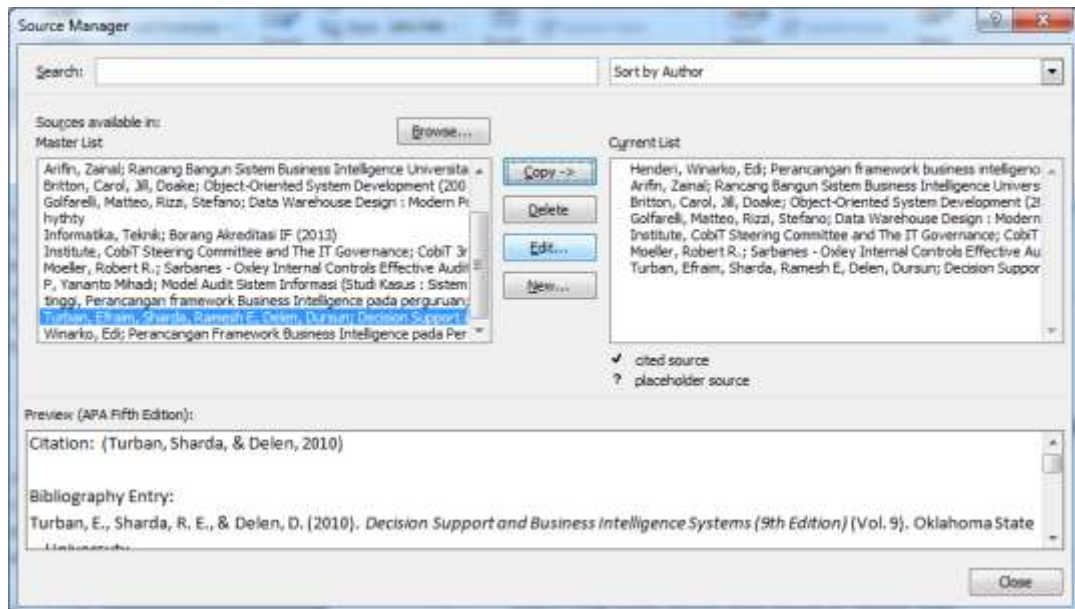 Source Manager
Search:
Sort by Author
Sources available in:
Master List
Browse...
Current List
Arifin, Zainal; Rancang Bangun Sistem Business Intelligence Universita
Britton, Carol, Jill, Doake; Object-Oriented System Development (200
Golfarelli, Matteo, Rizzi, Stefano; Data Warehouse Design : Modern Pr
hythty
Informatika, Teknik; Borang Akreditasi IF (2013)
Institute, CobiT Steering Committee and The IT Governance; CobiT 3r
Moeller, Robert R.; Sarbanes - Oxley Internal Controls Effective Audit
P, Yananto Mihadi; Model Audit Sistem Informasi (Studi Kasus : Sistem
tinggi, Perancangan framework Business Intelligence pada perguruan;
Turban, Efraim, Sharda, Ramesh E, Delen, Dursun; Decision Support
Winarko, Edi; Perancangan Framework Business Intelligence pada Per
Copy ->
Delete
Edit...
New...
Henderi, Winarko, Edi; Perancangan framework business intelligenc
Arifin, Zainal; Rancang Bangun Sistem Business Intelligence Univers
Britton, Carol, Jill, Doake; Object-Oriented System Development (20
Golfarelli, Matteo, Rizzi, Stefano; Data Warehouse Design : Modern
Institute, CobiT Steering Committee and The IT Governance; CobiT
Moeller, Robert R.; Sarbanes - Oxley Internal Controls Effective Au
Turban, Efraim, Sharda, Ramesh E, Delen, Dursun; Decision Suppor
cited source
? placeholder source
Preview (APA Fifth Edition):
Citation: (Turban, Sharda, & Delen, 2010)
Bibliography Entry:
Turban, E., Sharda, R. E., & Delen, D. (2010). Decision Support and Business Intelligence Systems (9th Edition) (Vol. 9). Oklahoma State
Close